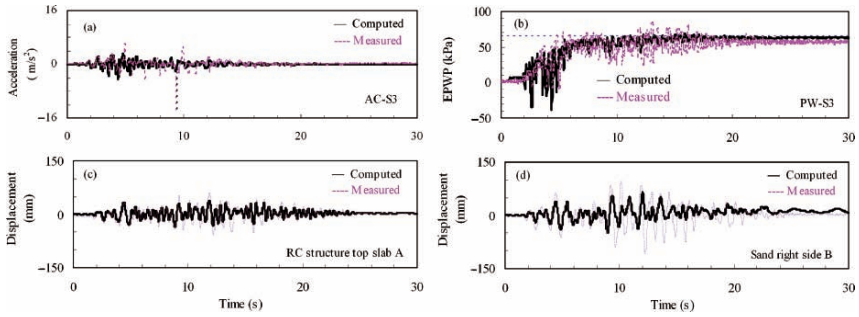 16
(a)
Computed
Measured
0
Acceleration
( m/s²)
AC-S3
−16
0
10
20
30
100
(b)
50
EPWP (kPa)
Computed
Measured
0
PW-S3
−50
0
10
20
30
150
(c)
Computed
Measured
0
Displacement
(mm)
RC structure top slab A
−150
0
10
20
30
Time (s)
150
(d)
Computed
Measured
0
Displacement
(mm)
Sand right side B
−150
0
10
20
30
Time (s)